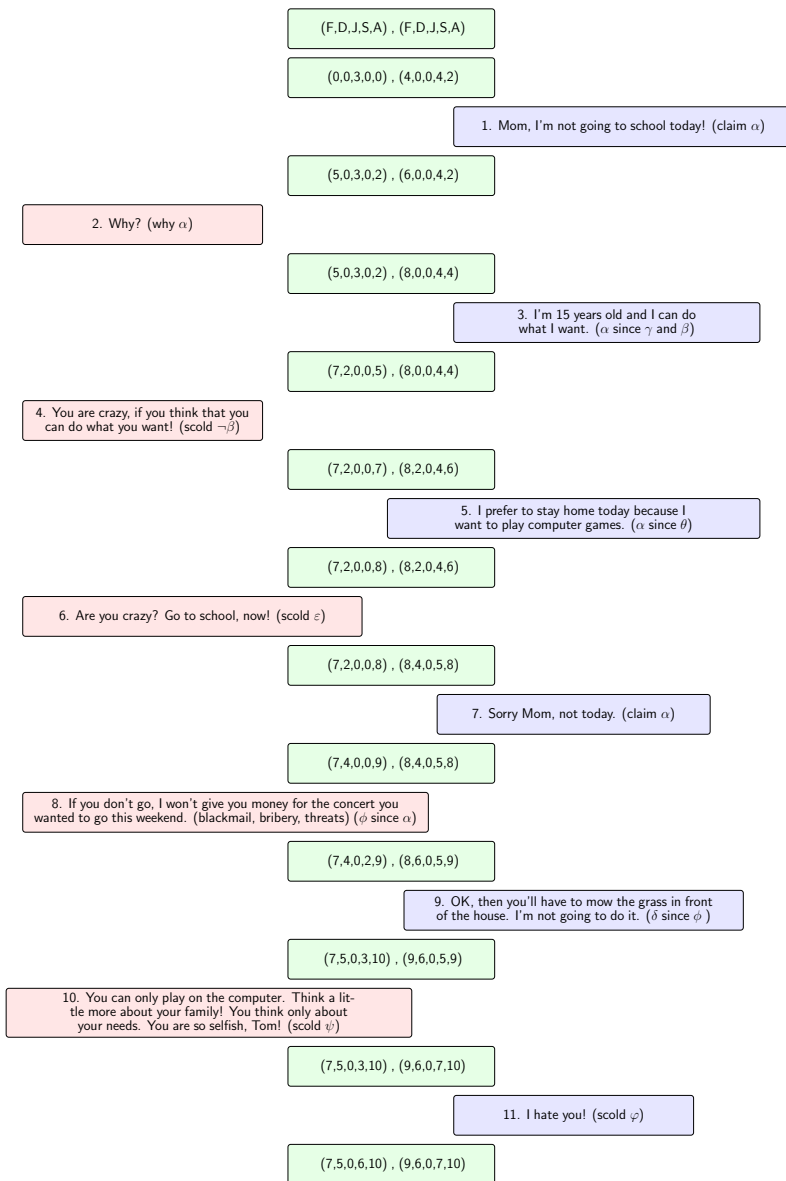 (F,D,J,S,A) , (F,D,J,S,A)
(0,0,3,0,0) , (4,0,0,4,2)
1. Mom, I'm not going to school today! (claim α)
(5,0,3,0,2) , (6,0,0,4,2)
2. Why? (why α)
(5,0,3,0,2) , (8,0,0,4,4)
3. I'm 15 years old and I can do
what I want. (α since γ and β)
(7,2,0,0,5) , (8,0,0,4,4)
4. You are crazy, if you think that you
can do what you want! (scold ¬β)
(7,2,0,0,7) , (8,2,0,4,6)
5. I prefer to stay home today because I
want to play computer games. (α since θ)
(7,2,0,0,8) , (8,2,0,4,6)
6. Are you crazy? Go to school, now! (scold ε)
(7,2,0,0,8) , (8,4,0,5,8)
7. Sorry Mom, not today. (claim α)
(7,4,0,0,9) , (8,4,0,5,8)
8. If you don't go, I won't give you money for the concert you
wanted to go this weekend. (blackmail, bribery, threats) (ϕ since α)
(7,4,0,2,9) , (8,6,0,5,9)
9. OK, then you'll have to mow the grass in front
of the house. I'm not going to do it. (δ since ϕ )
(7,5,0,3,10) , (9,6,0,5,9)
10. You can only play on the computer. Think a lit-
tle more about your family! You think only about
your needs. You are so selfish, Tom! (scold ψ)
(7,5,0,3,10) , (9,6,0,7,10)
11. I hate you! (scold φ)
(7,5,0,6,10) , (9,6,0,7,10)